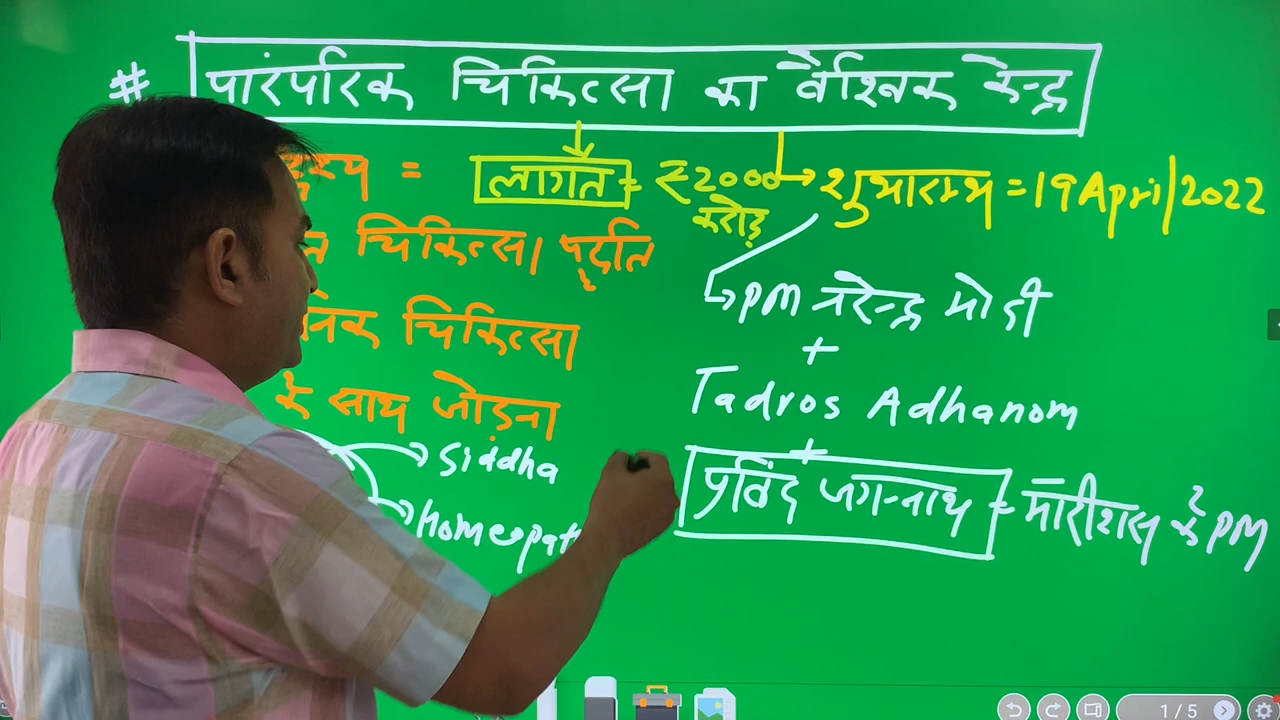 # पारंपरिक चिकित्सा का वैश्विक केन्द्र
= लागत = ₹2000 करोड़ → शुभारम्भ = 19 April/2022
चिकित्सा पद्धति
→ PM नरेन्द्र मोदी
चिकित्सा
+
के साथ जोड़ना
Tadros Adhanom
+
→ Siddha
प्रविंद जगन्नाथ = मॉरीशस के PM
→ Homeopat
1/5